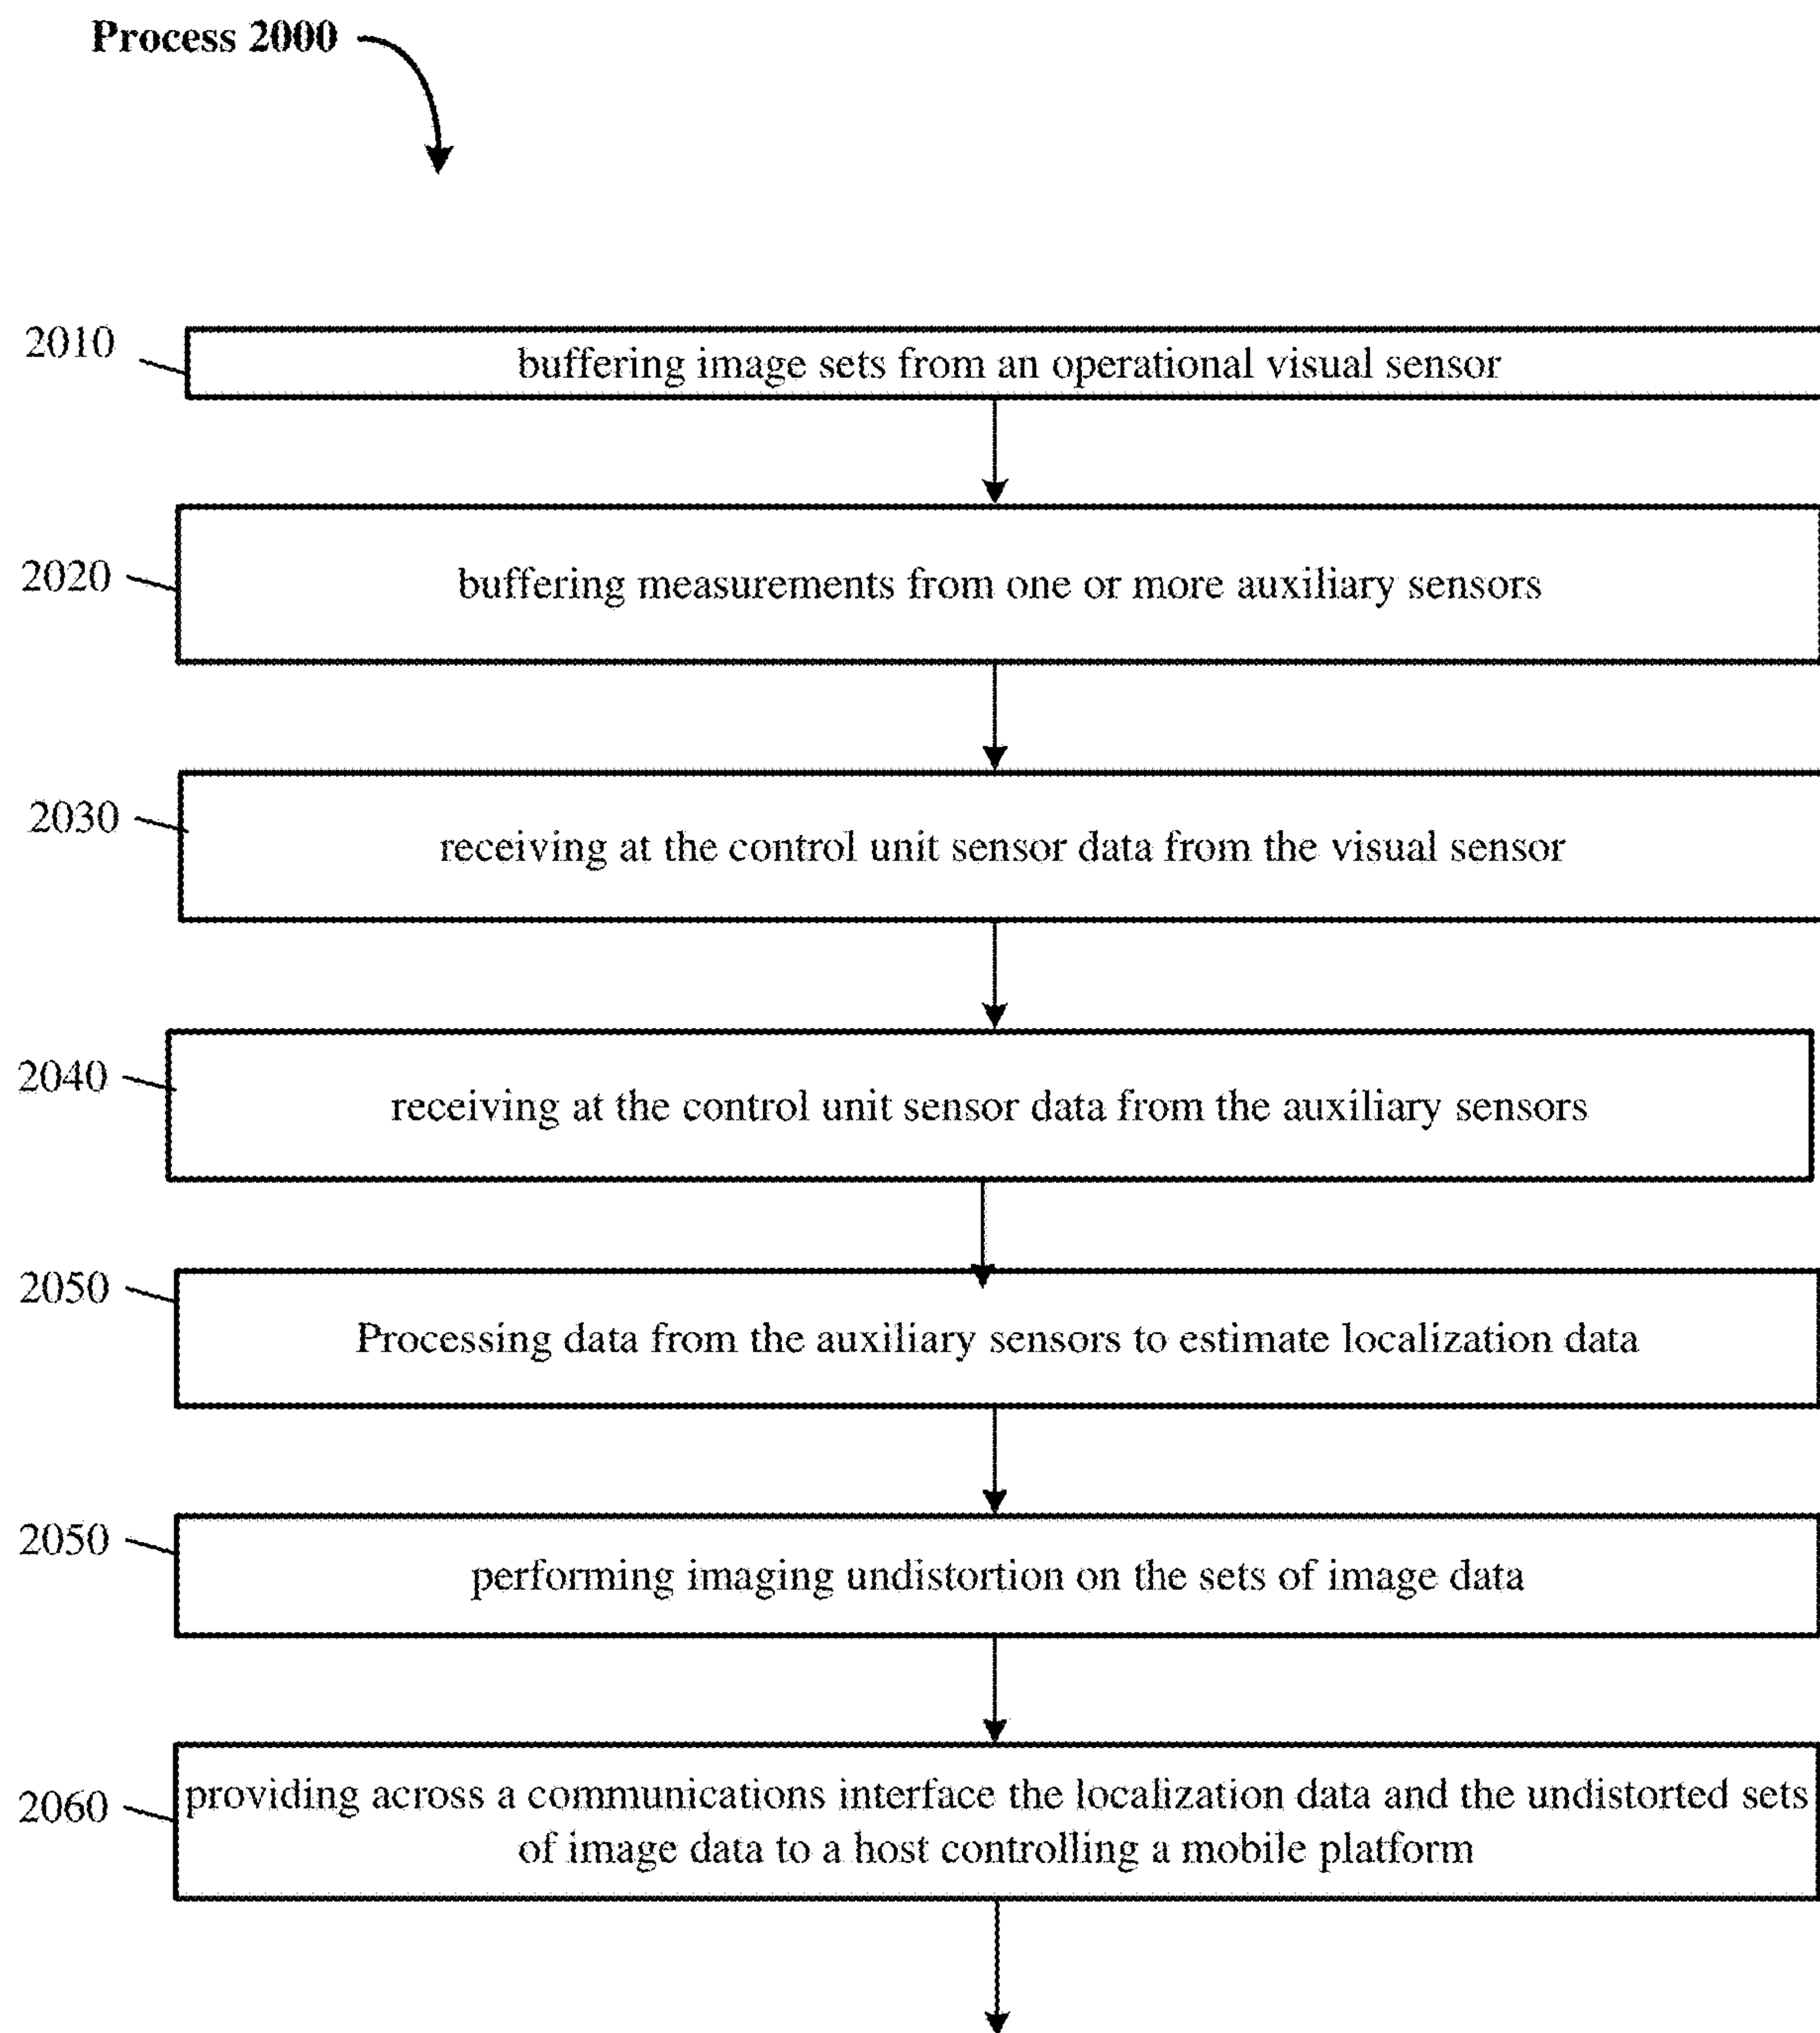 Process 2000
2010
buffering image sets from an operational visual sensor
2020
buffering measurements from one or more auxiliary sensors
2030
receiving at the control unit sensor data from the visual sensor
2040
receiving at the control unit sensor data from the auxiliary sensors
2050
Processing data from the auxiliary sensors to estimate localization data
2050
performing imaging undistortion on the sets of image data
2060
providing across a communications interface the localization data and the undistorted sets
of image data to a host controlling a mobile platform